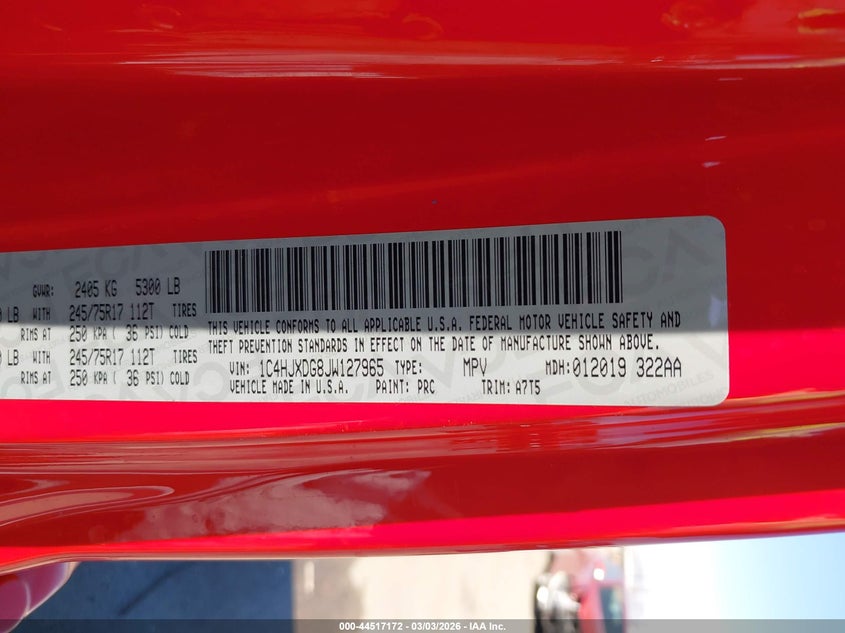 GVWR: 2405 KG 5300 LB
LB WITH 245/75R17 112T TIRES
RIMS AT 250 KPA ( 36 PSI) COLD
LB WITH 245/75R17 112T TIRES
RIMS AT 250 KPA ( 36 PSI) COLD
THIS VEHICLE CONFORMS TO ALL APPLICABLE U.S.A. FEDERAL MOTOR VEHICLE SAFETY AND
THEFT PREVENTION STANDARDS IN EFFECT ON THE DATE OF MANUFACTURE SHOWN ABOVE.
VIN: 1C4HJXDG8JW127965 TYPE: MPV MDH: 012019 322AA
VEHICLE MADE IN U.S.A. PAINT: PRC TRIM: A7T5
000-44517172 | 03/03/2026 - IAA Inc.